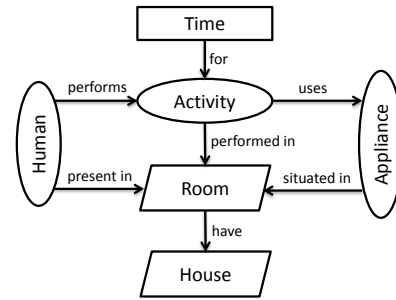 Time
for
performs
uses
Activity
Human
Appliance
performed in
present in
situated in
Room
have
House